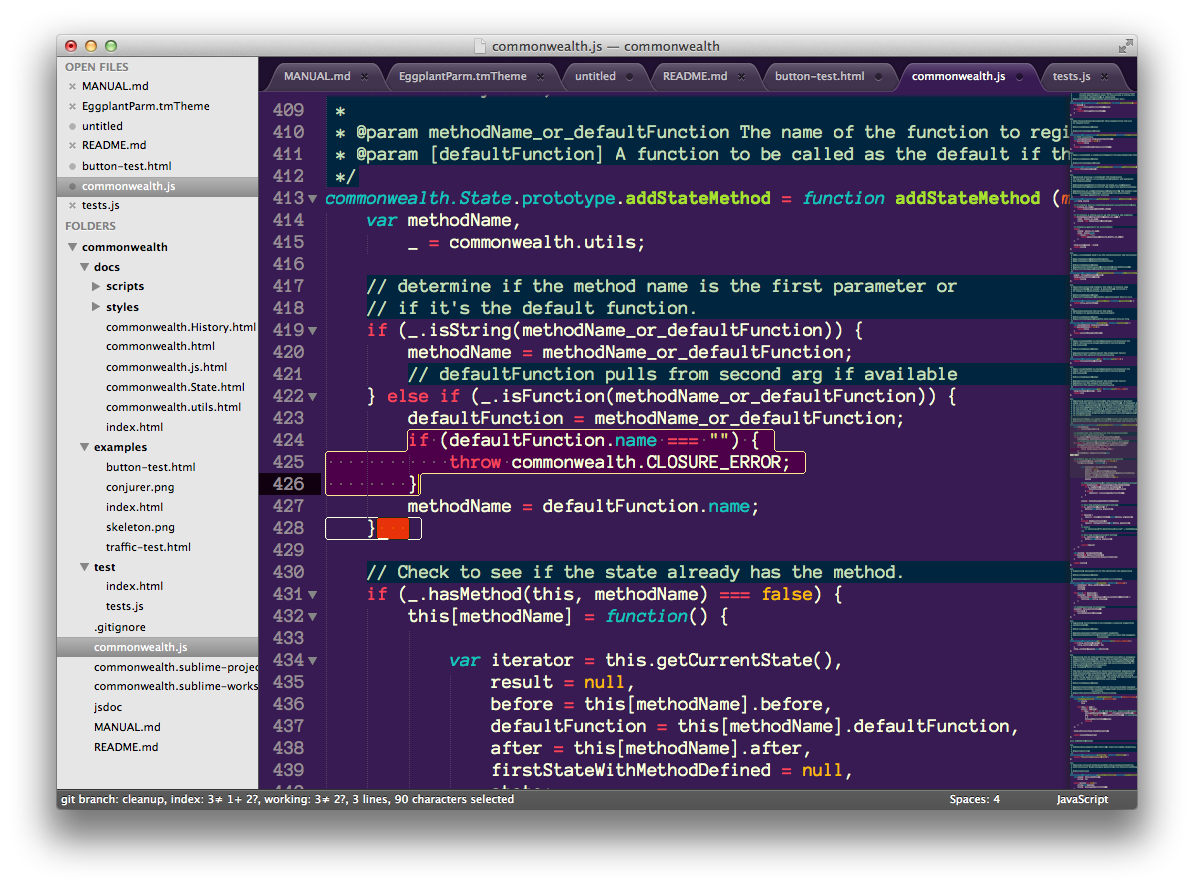 commonwealth.js — commonwealth
OPEN FILES
MANUAL.md
EggplantParm.tmTheme
untitled
README.md
button-test.html
commonwealth.js
tests.js
FOLDERS
commonwealth
docs
scripts
styles
commonwealth.History.html
commonwealth.html
commonwealth.js.html
commonwealth.State.html
commonwealth.utils.html
index.html
examples
button-test.html
conjurer.png
index.html
skeleton.png
traffic-test.html
test
index.html
tests.js
.gitignore
commonwealth.js
commonwealth.sublime-projec
commonwealth.sublime-works
jsdoc
MANUAL.md
README.md
MANUAL.md EggplantParm.tmTheme untitled README.md button-test.html commonwealth.js tests.js
409 *
410 * @param methodName_or_defaultFunction The name of the function to regi
411 * @param [defaultFunction] A function to be called as the default if th
412 */
413 commonwealth.State.prototype.addStateMethod = function addStateMethod (m
414 var methodName,
415 _ = commonwealth.utils;
416
417 // determine if the method name is the first parameter or
418 // if it's the default function.
419 if (_.isString(methodName_or_defaultFunction)) {
420 methodName = methodName_or_defaultFunction;
421 // defaultFunction pulls from second arg if available
422 } else if (_.isFunction(methodName_or_defaultFunction)) {
423 defaultFunction = methodName_or_defaultFunction;
424 if (defaultFunction.name === "") {
425 throw commonwealth.CLOSURE_ERROR;
426 }
427 methodName = defaultFunction.name;
428 }
429
430 // Check to see if the state already has the method.
431 if (_.hasMethod(this, methodName) === false) {
432 this[methodName] = function() {
433
434 var iterator = this.getCurrentState(),
435 result = null,
436 before = this[methodName].before,
437 defaultFunction = this[methodName].defaultFunction,
438 after = this[methodName].after,
439 firstStateWithMethodDefined = null,
git branch: cleanup, index: 3≠ 1+ 2?, working: 3≠ 2?, 3 lines, 90 characters selected
Spaces: 4 JavaScript